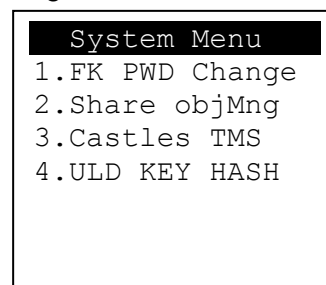 System Menu
1.FK PWD Change
2.Share objMng
3.Castles TMS
4.ULD KEY HASH